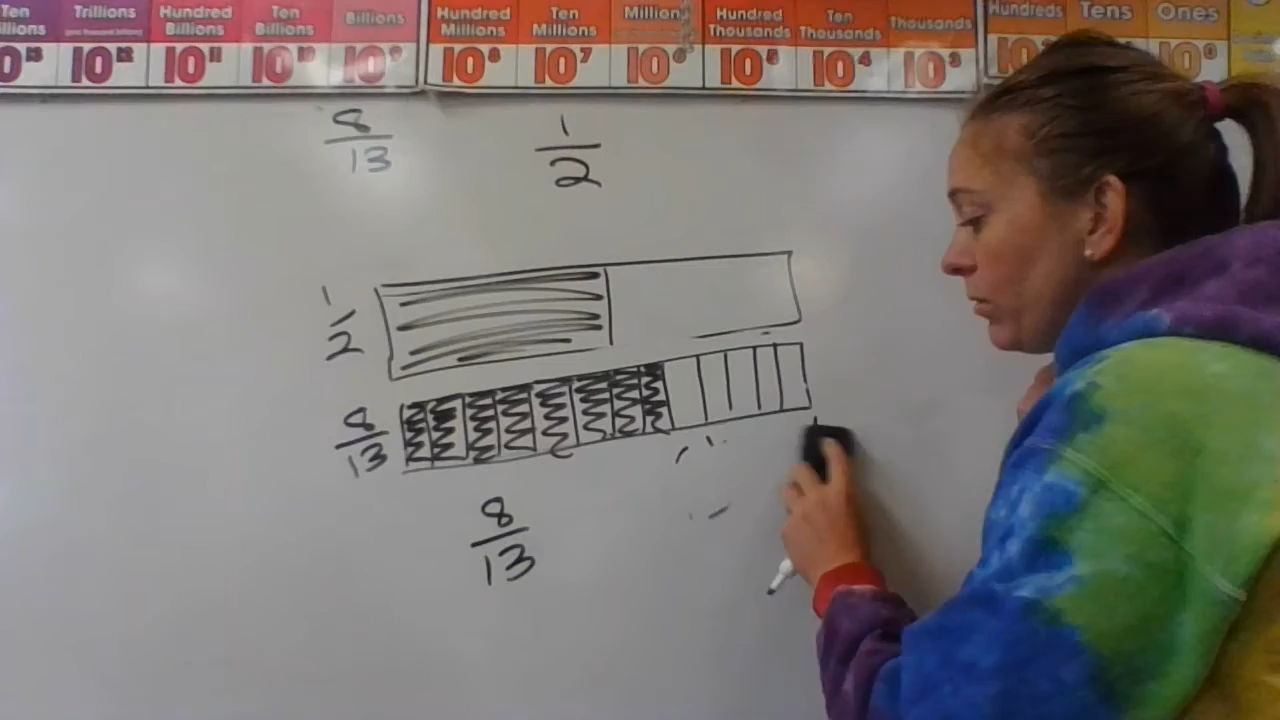 Ten Trillions Hundred Billions Ten Billions Billions Hundred Millions Ten Millions Million Hundred Thousands Ten Thousands Thousands Hundreds Tens Ones
10¹³ 10¹² 10¹¹ 10¹⁰ 10⁹ 10⁸ 10⁷ 10⁶ 10⁵ 10⁴ 10³ 10 10⁰
8/13 1/2
1/2
8/13
8/13